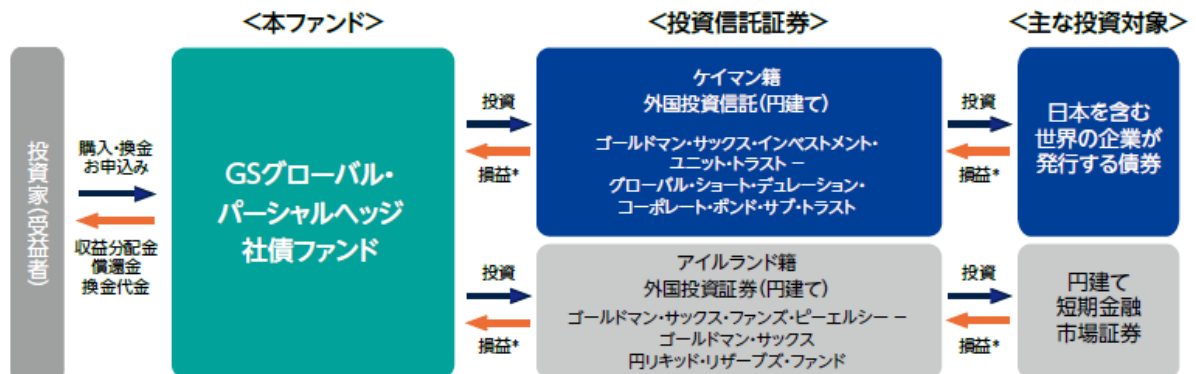 <本ファンド>
<投資信託証券>
<主な投資対象>
投資家(受益者)
購入・換金
お申込み
収益分配金
償還金
換金代金
GSグローバル・
パーシャルヘッジ
社債ファンド
投資
損益*
ケイマン籍
外国投資信託(円建て)
ゴールドマン・サックス・インベストメント・
ユニット・トラスト −
グローバル・ショート・デュレーション・
コーポレート・ボンド・サブ・トラスト
投資
損益*
日本を含む
世界の企業が
発行する債券
投資
損益*
アイルランド籍
外国投資証券(円建て)
ゴールドマン・サックス・ファンズ・ピーエルシー −
ゴールドマン・サックス
円リキッド・リザーブズ・ファンド
投資
損益*
円建て
短期金融
市場証券